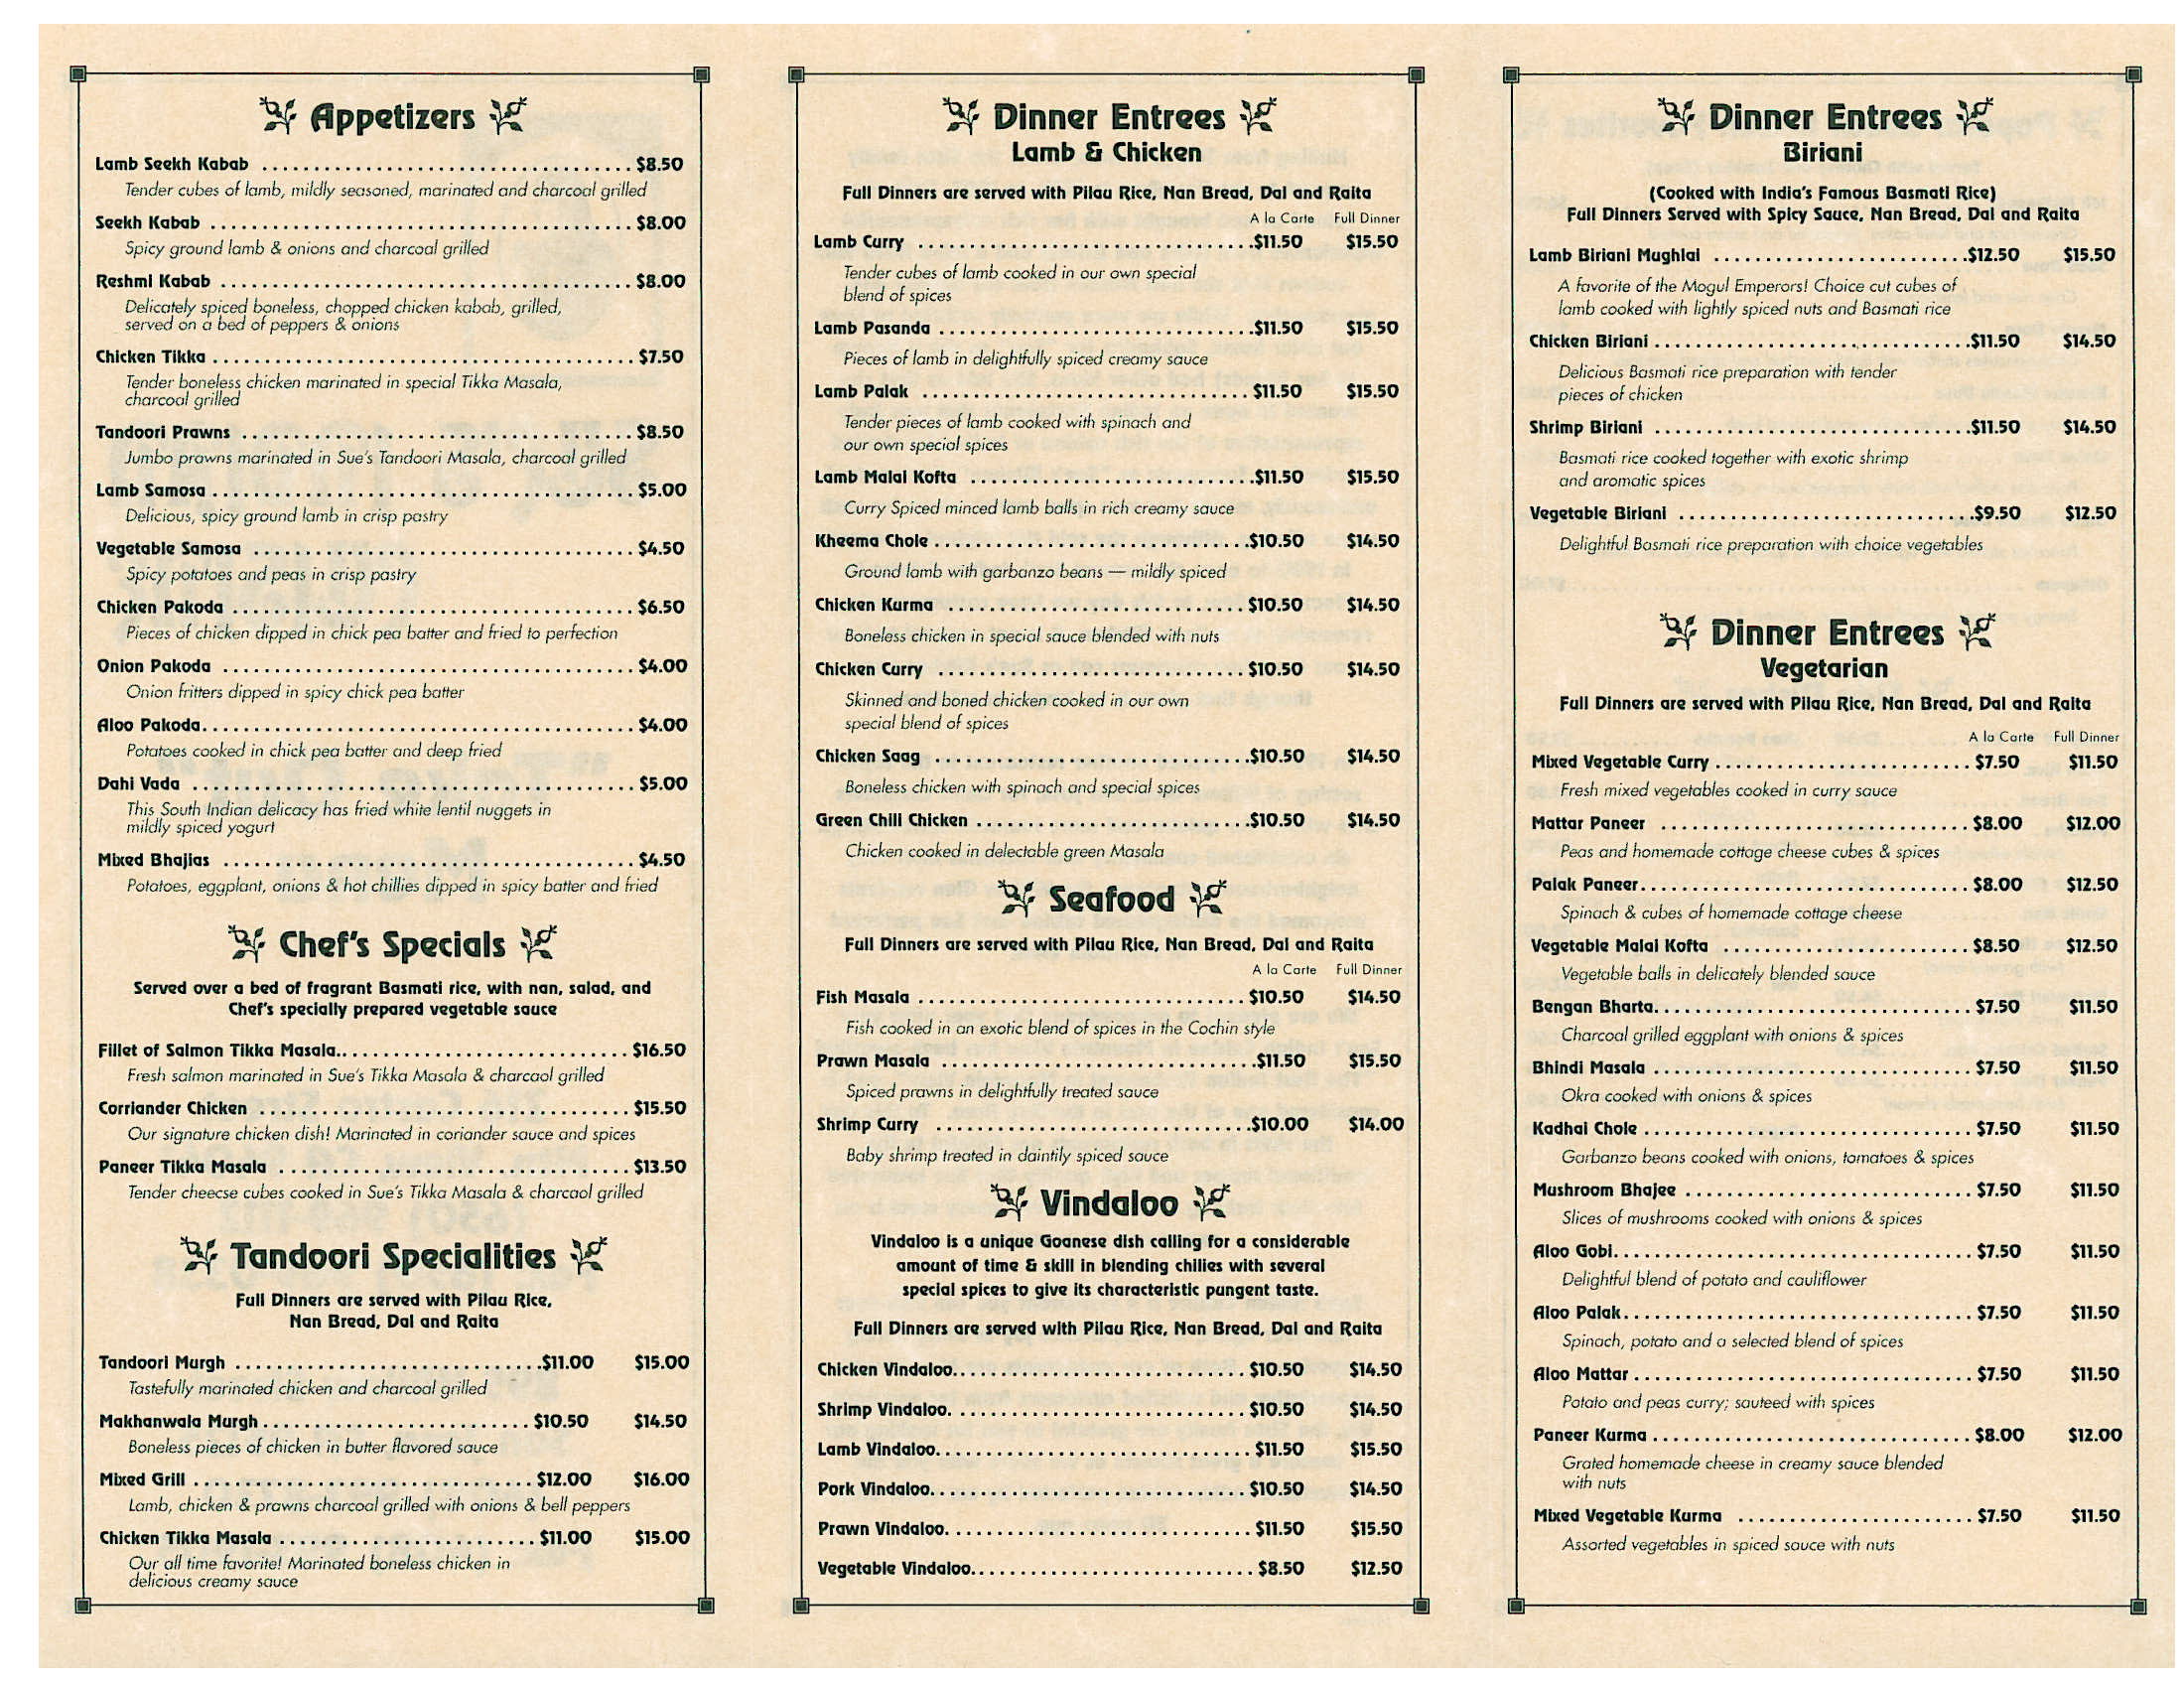 Appetizers
Lamb Seekh Kabab .................................... $8.50
Tender cubes of lamb, mildly seasoned, marinated and charcoal grilled
Seekh Kabab ......................................... $8.00
Spicy ground lamb & onions and charcoal grilled
Reshmi Kabab ........................................ $8.00
Delicately spiced boneless, chopped chicken kabab, grilled,
served on a bed of peppers & onions
Chicken Tikka ......................................... $7.50
Tender boneless chicken marinated in special Tikka Masala,
charcoal grilled
Tandoori Prawns ...................................... $8.50
Jumbo prawns marinated in Sue's Tandoori Masala, charcoal grilled
Lamb Samosa ......................................... $5.00
Delicious, spicy ground lamb in crisp pastry
Vegetable Samosa ..................................... $4.50
Spicy potatoes and peas in crisp pastry
Chicken Pakoda ....................................... $6.50
Pieces of chicken dipped in chick pea batter and fried to perfection
Onion Pakoda ........................................ $4.00
Onion fritters dipped in spicy chick pea batter
Aloo Pakoda.......................................... $4.00
Potatoes cooked in chick pea batter and deep fried
Dahi Vada ........................................... $5.00
This South Indian delicacy has fried white lentil nuggets in
mildly spiced yogurt
Mixed Bhajias ........................................ $4.50
Potatoes, eggplant, onions & hot chillies dipped in spicy batter and fried
Chef's Specials
Served over a bed of fragrant Basmati rice, with nan, salad, and
Chef's specially prepared vegetable sauce
Fillet of Salmon Tikka Masala.............................. $16.50
Fresh salmon marinated in Sue's Tikka Masala & charcaol grilled
Corriander Chicken .................................... $15.50
Our signature chicken dish! Marinated in coriander sauce and spices
Paneer Tikka Masala .................................. $13.50
Tender cheecse cubes cooked in Sue's Tikka Masala & charcaol grilled
Tandoori Specialities
Full Dinners are served with Pilau Rice,
Nan Bread, Dal and Raita
Tandoori Murgh ..............................$11.00 $15.00
Tastefully marinated chicken and charcoal grilled
Makhanwala Murgh .......................... $10.50 $14.50
Boneless pieces of chicken in butter flavored sauce
Mixed Grill ................................. $12.00 $16.00
Lamb, chicken & prawns charcoal grilled with onions & bell peppers
Chicken Tikka Masala ......................... $11.00 $15.00
Our all time favorite! Marinated boneless chicken in
delicious creamy sauce
Dinner Entrees
Lamb & Chicken
Full Dinners are served with Pilau Rice, Nan Bread, Dal and Raita
A la Carte Full Dinner
Lamb Curry .................................$11.50 $15.50
Tender cubes of lamb cooked in our own special
blend of spices
Lamb Pasanda ...............................$11.50 $15.50
Pieces of lamb in delightfully spiced creamy sauce
Lamb Palak ................................ $11.50 $15.50
Tender pieces of lamb cooked with spinach and
our own special spices
Lamb Malai Kofta ............................$11.50 $15.50
Curry Spiced minced lamb balls in rich creamy sauce
Kheema Chole ...............................$10.50 $14.50
Ground lamb with garbanzo beans — mildly spiced
Chicken Kurma ............................. $10.50 $14.50
Boneless chicken in special sauce blended with nuts
Chicken Curry .............................. $10.50 $14.50
Skinned and boned chicken cooked in our own
special blend of spices
Chicken Saag ...............................$10.50 $14.50
Boneless chicken with spinach and special spices
Green Chili Chicken ...........................$10.50 $14.50
Chicken cooked in delectable green Masala
Seafood
Full Dinners are served with Pilau Rice, Nan Bread, Dal and Raita
A la Carte Full Dinner
Fish Masala ................................ $10.50 $14.50
Fish cooked in an exotic blend of spices in the Cochin style
Prawn Masala ................................$11.50 $15.50
Spiced prawns in delightfully treated sauce
Shrimp Curry ...............................$10.00 $14.00
Baby shrimp treated in daintily spiced sauce
Vindaloo
Vindaloo is a unique Goanese dish calling for a considerable
amount of time & skill in blending chilies with several
special spices to give its characteristic pungent taste.
Full Dinners are served with Pilau Rice, Nan Bread, Dal and Raita
Chicken Vindaloo............................. $10.50 $14.50
Shrimp Vindaloo.............................. $10.50 $14.50
Lamb Vindaloo............................... $11.50 $15.50
Pork Vindaloo............................... $10.50 $14.50
Prawn Vindaloo.............................. $11.50 $15.50
Vegetable Vindaloo............................ $8.50 $12.50
Dinner Entrees
Biriani
(Cooked with India's Famous Basmati Rice)
Full Dinners Served with Spicy Sauce, Nan Bread, Dal and Raita
Lamb Biriani Mughlai .........................$12.50 $15.50
A favorite of the Mogul Emperors! Choice cut cubes of
lamb cooked with lightly spiced nuts and Basmati rice
Chicken Biriani ...............................$11.50 $14.50
Delicious Basmati rice preparation with tender
pieces of chicken
Shrimp Biriani ...............................$11.50 $14.50
Basmati rice cooked together with exotic shrimp
and aromatic spices
Vegetable Biriani .............................$9.50 $12.50
Delightful Basmati rice preparation with choice vegetables
Dinner Entrees
Vegetarian
Full Dinners are served with Pilau Rice, Nan Bread, Dal and Raita
A la Carte Full Dinner
Mixed Vegetable Curry ......................... $7.50 $11.50
Fresh mixed vegetables cooked in curry sauce
Mattar Paneer .............................. $8.00 $12.00
Peas and homemade cottage cheese cubes & spices
Palak Paneer................................ $8.00 $12.50
Spinach & cubes of homemade cottage cheese
Vegetable Malai Kofta ........................ $8.50 $12.50
Vegetable balls in delicately blended sauce
Bengan Bharta............................... $7.50 $11.50
Charcoal grilled eggplant with onions & spices
Bhindi Masala ............................... $7.50 $11.50
Okra cooked with onions & spices
Kadhai Chole ................................ $7.50 $11.50
Garbanzo beans cooked with onions, tomatoes & spices
Mushroom Bhajee ............................ $7.50 $11.50
Slices of mushrooms cooked with onions & spices
Aloo Gobi................................... $7.50 $11.50
Delightful blend of potato and cauliflower
Aloo Palak.................................. $7.50 $11.50
Spinach, potato and a selected blend of spices
Aloo Mattar ................................. $7.50 $11.50
Potato and peas curry; sauteed with spices
Paneer Kurma ............................... $8.00 $12.00
Grated homemade cheese in creamy sauce blended
with nuts
Mixed Vegetable Kurma ....................... $7.50 $11.50
Assorted vegetables in spiced sauce with nuts